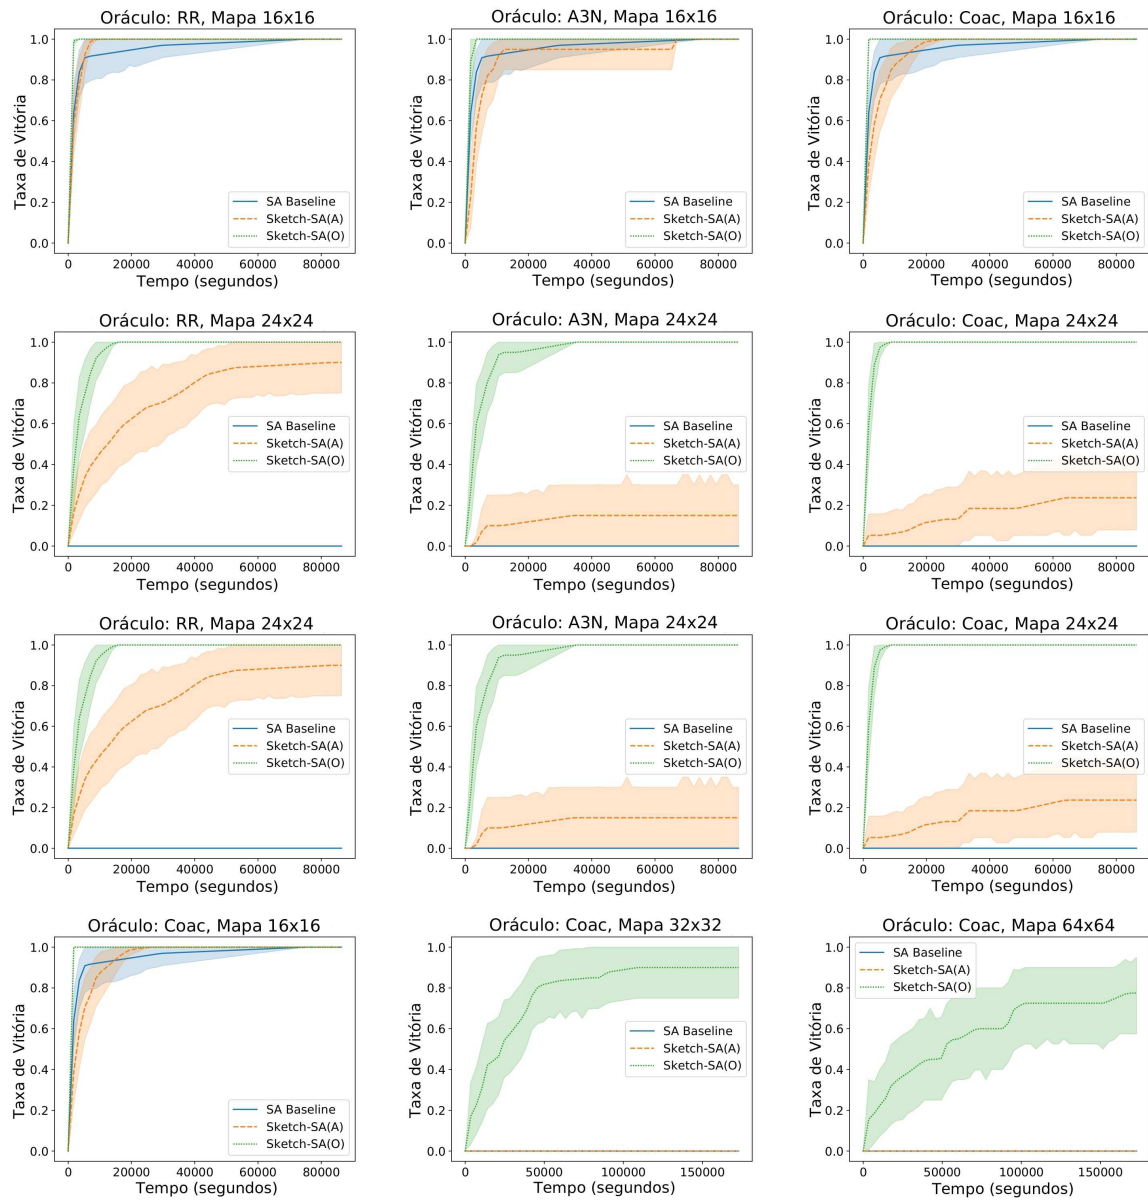 Oráculo: RR, Mapa 16x16
1.0
0.8
0.6
0.4
0.2
0.0
Taxa de Vitória
SA Baseline
Sketch-SA(A)
Sketch-SA(O)
0 20000 40000 60000 80000
Tempo (segundos)
Oráculo: A3N, Mapa 16x16
1.0
0.8
0.6
0.4
0.2
0.0
Taxa de Vitória
SA Baseline
Sketch-SA(A)
Sketch-SA(O)
0 20000 40000 60000 80000
Tempo (segundos)
Oráculo: Coac, Mapa 16x16
1.0
0.8
0.6
0.4
0.2
0.0
Taxa de Vitória
SA Baseline
Sketch-SA(A)
Sketch-SA(O)
0 20000 40000 60000 80000
Tempo (segundos)
Oráculo: RR, Mapa 24x24
1.0
0.8
0.6
0.4
0.2
0.0
Taxa de Vitória
SA Baseline
Sketch-SA(A)
Sketch-SA(O)
0 20000 40000 60000 80000
Tempo (segundos)
Oráculo: A3N, Mapa 24x24
1.0
0.8
0.6
0.4
0.2
0.0
Taxa de Vitória
SA Baseline
Sketch-SA(A)
Sketch-SA(O)
0 20000 40000 60000 80000
Tempo (segundos)
Oráculo: Coac, Mapa 24x24
1.0
0.8
0.6
0.4
0.2
0.0
Taxa de Vitória
SA Baseline
Sketch-SA(A)
Sketch-SA(O)
0 20000 40000 60000 80000
Tempo (segundos)
Oráculo: RR, Mapa 24x24
1.0
0.8
0.6
0.4
0.2
0.0
Taxa de Vitória
SA Baseline
Sketch-SA(A)
Sketch-SA(O)
0 20000 40000 60000 80000
Tempo (segundos)
Oráculo: A3N, Mapa 24x24
1.0
0.8
0.6
0.4
0.2
0.0
Taxa de Vitória
SA Baseline
Sketch-SA(A)
Sketch-SA(O)
0 20000 40000 60000 80000
Tempo (segundos)
Oráculo: Coac, Mapa 24x24
1.0
0.8
0.6
0.4
0.2
0.0
Taxa de Vitória
SA Baseline
Sketch-SA(A)
Sketch-SA(O)
0 20000 40000 60000 80000
Tempo (segundos)
Oráculo: Coac, Mapa 16x16
1.0
0.8
0.6
0.4
0.2
0.0
Taxa de Vitória
SA Baseline
Sketch-SA(A)
Sketch-SA(O)
0 20000 40000 60000 80000
Tempo (segundos)
Oráculo: Coac, Mapa 32x32
1.0
0.8
0.6
0.4
0.2
0.0
Taxa de Vitória
SA Baseline
Sketch-SA(A)
Sketch-SA(O)
0 50000 100000 150000
Tempo (segundos)
Oráculo: Coac, Mapa 64x64
1.0
0.8
0.6
0.4
0.2
0.0
Taxa de Vitória
SA Baseline
Sketch-SA(A)
Sketch-SA(O)
0 50000 100000 150000
Tempo (segundos)